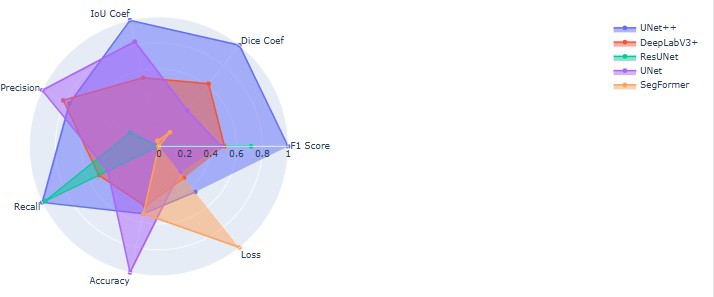 IoU Coef
Dice Coef
Precision
0 0.2 0.4 0.6 0.8 1
F1 Score
Recall
Accuracy
Loss
UNet++
DeepLabV3+
ResUNet
UNet
SegFormer